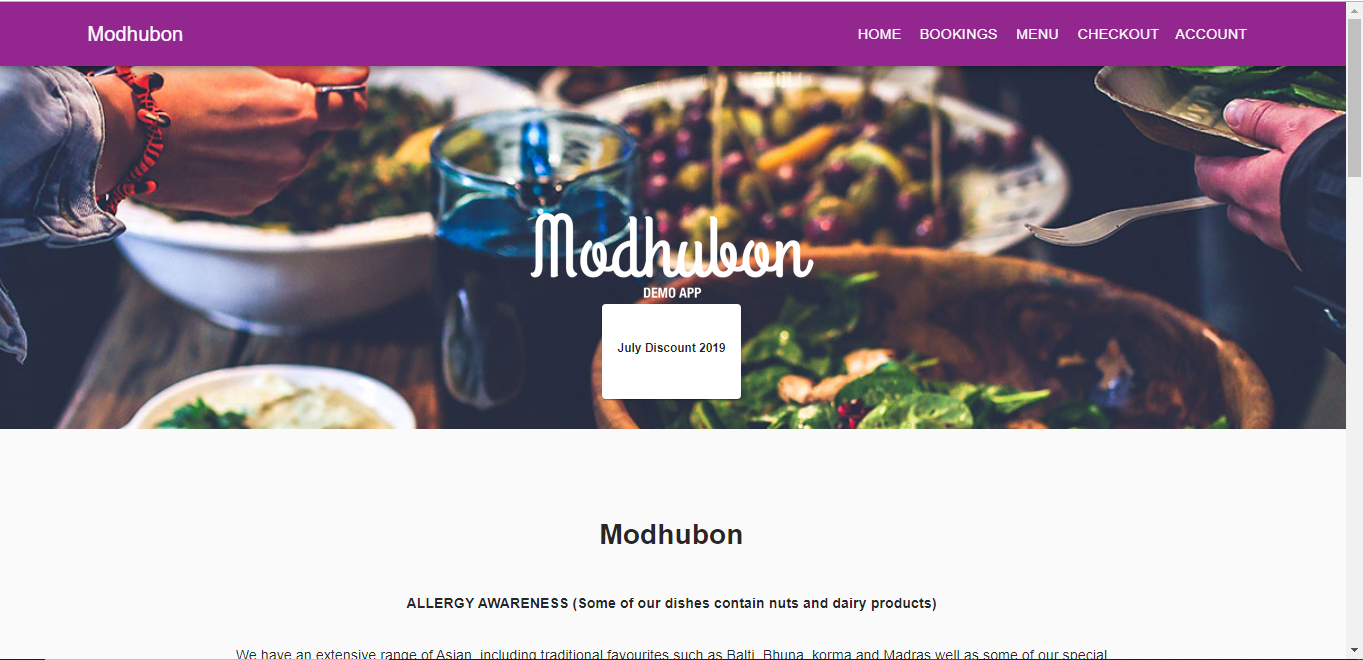 Modhubon
HOME BOOKINGS MENU CHECKOUT ACCOUNT
Modhubon
DEMO APP
July Discount 2019
Modhubon
ALLERGY AWARENESS (Some of our dishes contain nuts and dairy products)
We have an extensive range of Asian, including traditional favourites such as Balti, Bhuna, korma and Madras well as some of our special